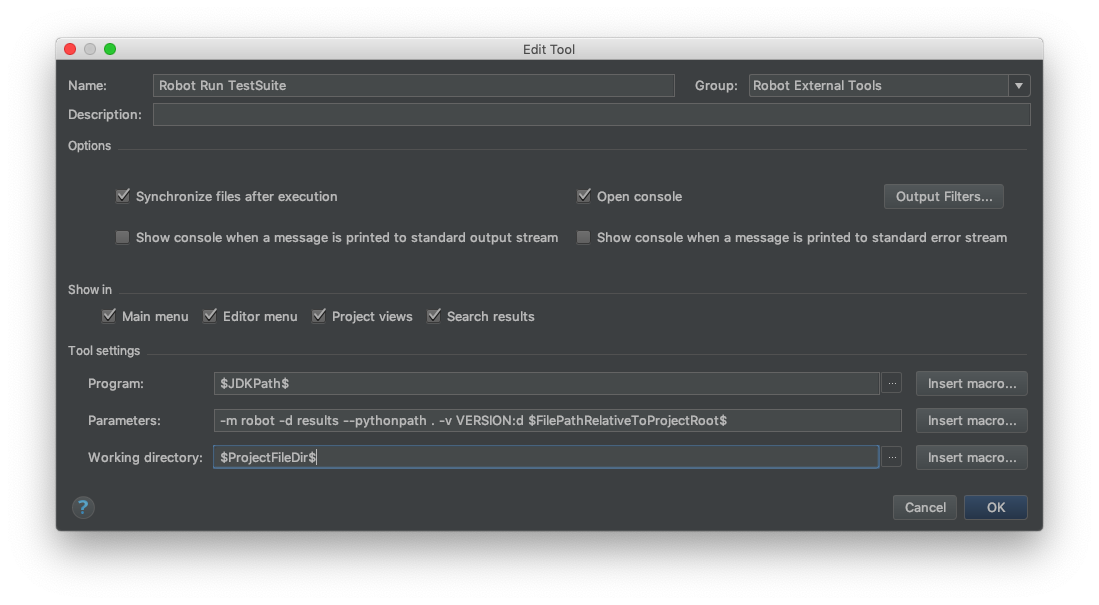 Edit Tool
Name: Robot Run TestSuite Group: Robot External Tools
Description:
Options
Synchronize files after execution Open console Output Filters...
Show console when a message is printed to standard output stream Show console when a message is printed to standard error stream
Show in
Main menu Editor menu Project views Search results
Tool settings
Program: $JDKPath$ ... Insert macro...
Parameters: -m robot -d results --pythonpath . -v VERSION:d $FilePathRelativeToProjectRoot$ Insert macro...
Working directory: $ProjectFileDir$ ... Insert macro...
? Cancel OK